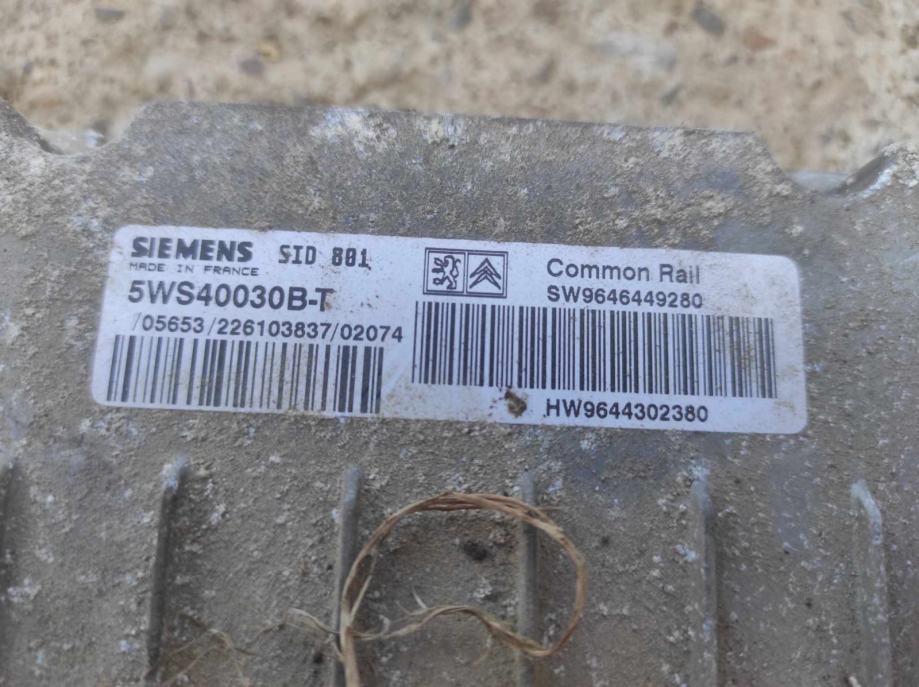 SIEMENS SID 801
MADE IN FRANCE
5WS40030B-T
/05653/226103837/02074
Common Rail
SW9646449280
HW9644302380